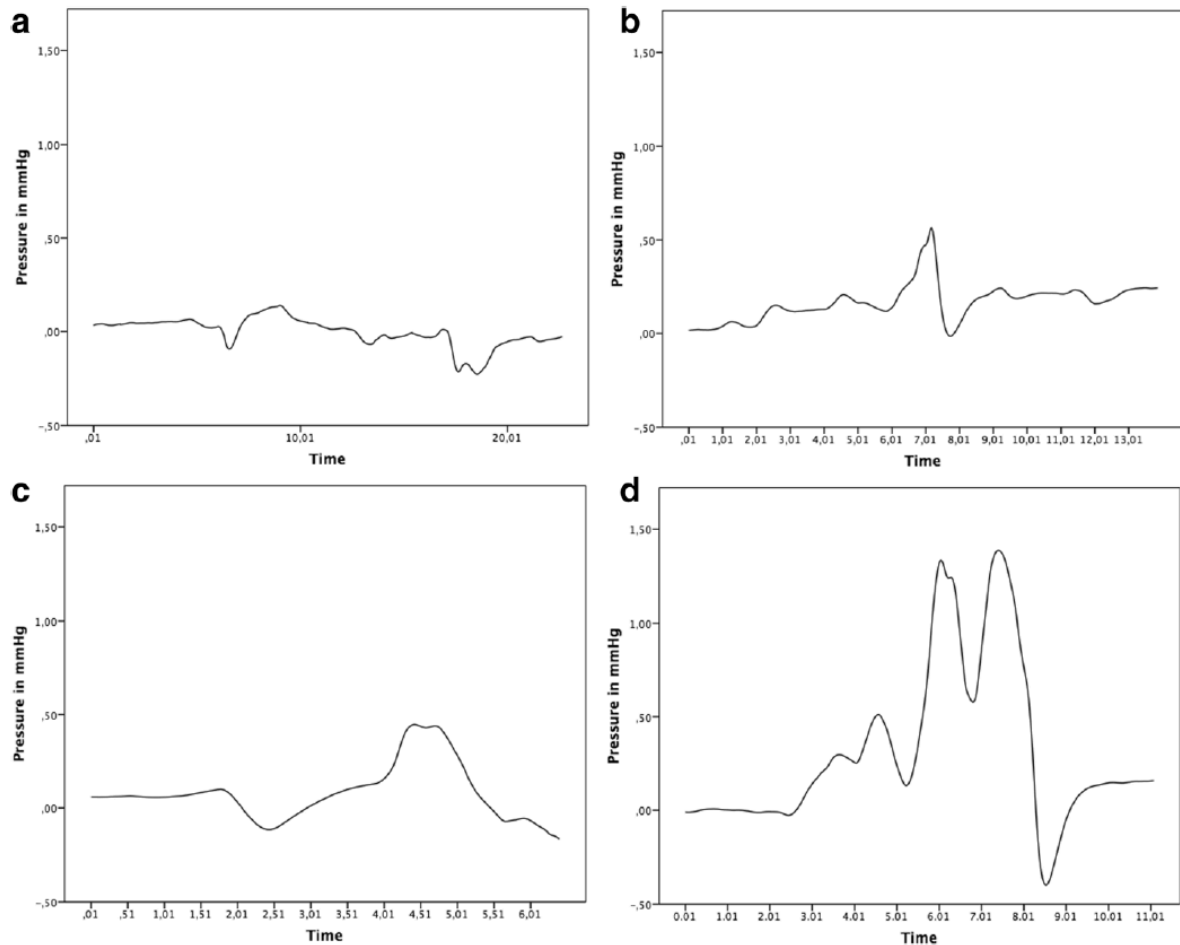 a
1,50
1,00
,50
,00
-,50
Pressure in mmHg
,01 10,01 20,01
Time
b
1,50
1,00
,50
,00
-,50
Pressure in mmHg
,01 1,01 2,01 3,01 4,01 5,01 6,01 7,01 8,01 9,01 10,01 11,01 12,01 13,01
Time
c
1,50
1,00
,50
,00
-,50
Pressure in mmHg
,01 ,51 1,01 1,51 2,01 2,51 3,01 3,51 4,01 4,51 5,01 5,51 6,01
Time
d
1,50
1,00
,50
,00
-,50
Pressure in mmHg
0,01 1,01 2,01 3,01 4,01 5,01 6,01 7,01 8,01 9,01 10,01 11,01
Time